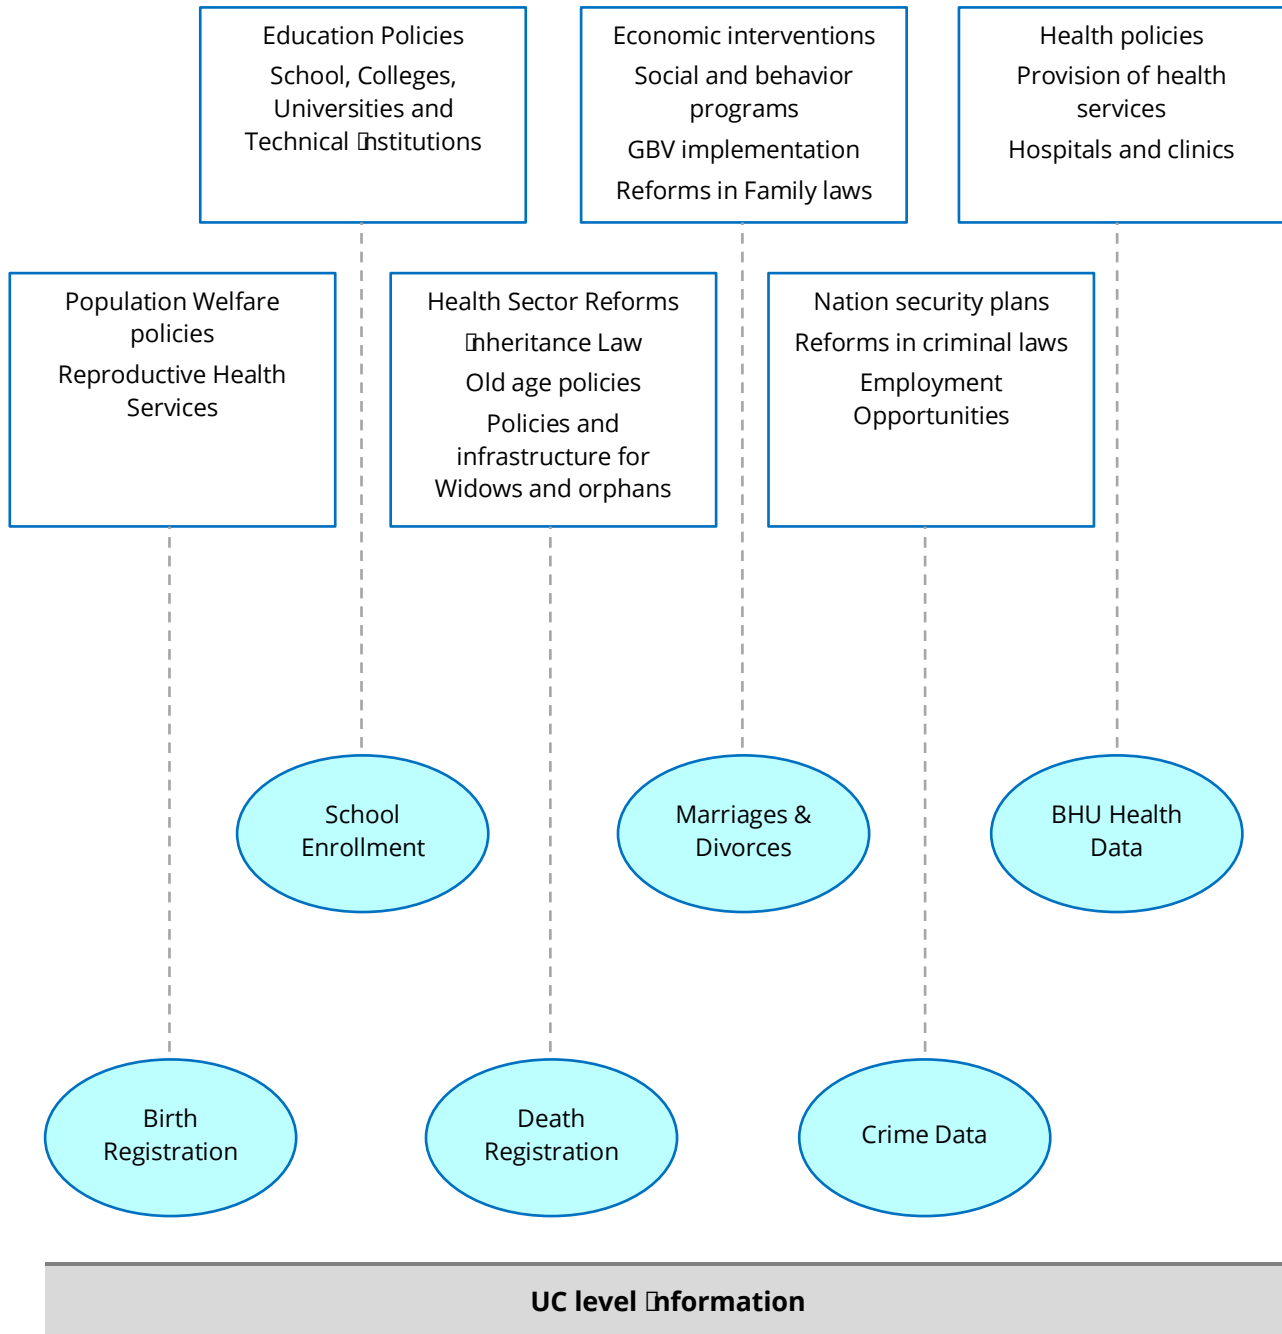 Education Policies
School, Colleges,
Universities and
Technical Institutions
Economic interventions
Social and behavior
programs
GBV implementation
Reforms in Family laws
Health policies
Provision of health
services
Hospitals and clinics
Population Welfare
policies
Reproductive Health
Services
Health Sector Reforms
Inheritance Law
Old age policies
Policies and
infrastructure for
Widows and orphans
Nation security plans
Reforms in criminal laws
Employment
Opportunities
School
Enrollment
Marriages &
Divorces
BHU Health
Data
Birth
Registration
Death
Registration
Crime Data
UC level Information